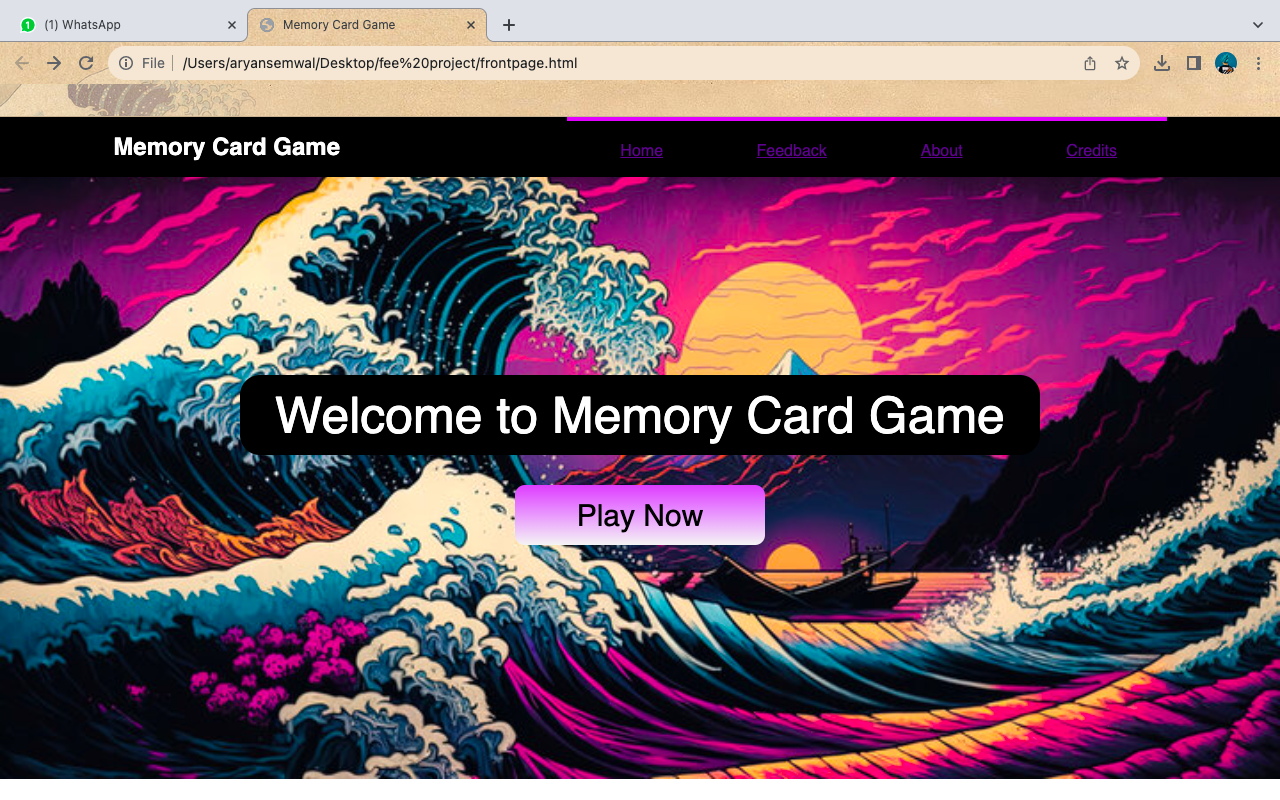 (1) WhatsApp
Memory Card Game
File /Users/aryansemwal/Desktop/fee%20project/frontpage.html
Memory Card Game
Home Feedback About Credits
Welcome to Memory Card Game
Play Now